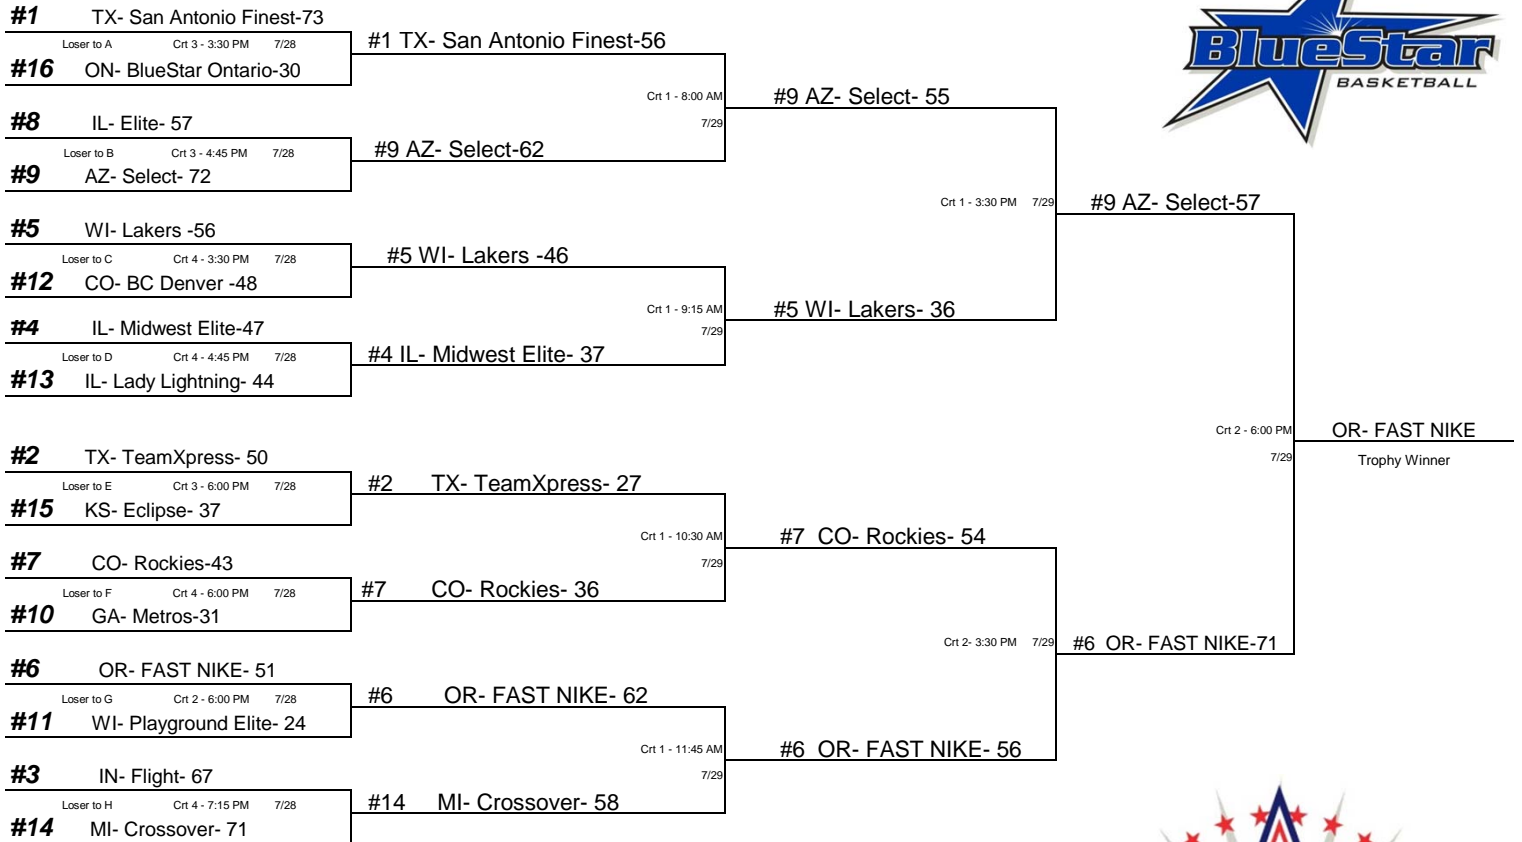 #1 TX- San Antonio Finest-73
Loser to A Crt 3 - 3:30 PM 7/28
#16 ON- BlueStar Ontario-30
#8 IL- Elite- 57
Loser to B Crt 3 - 4:45 PM 7/28
#9 AZ- Select- 72
#5 WI- Lakers -56
Loser to C Crt 4 - 3:30 PM 7/28
#12 CO- BC Denver -48
#4 IL- Midwest Elite-47
Loser to D Crt 4 - 4:45 PM 7/28
#13 IL- Lady Lightning- 44
#2 TX- TeamXpress- 50
Loser to E Crt 3 - 6:00 PM 7/28
#15 KS- Eclipse- 37
#7 CO- Rockies-43
Loser to F Crt 4 - 6:00 PM 7/28
#10 GA- Metros-31
#6 OR- FAST NIKE- 51
Loser to G Crt 2 - 6:00 PM 7/28
#11 WI- Playground Elite- 24
#3 IN- Flight- 67
Loser to H Crt 4 - 7:15 PM 7/28
#14 MI- Crossover- 71
#1 TX- San Antonio Finest-56
Crt 1 - 8:00 AM
7/29
#9 AZ- Select-62
#5 WI- Lakers -46
Crt 1 - 9:15 AM
7/29
#4 IL- Midwest Elite- 37
#2 TX- TeamXpress- 27
Crt 1 - 10:30 AM
7/29
#7 CO- Rockies- 36
#6 OR- FAST NIKE- 62
Crt 1 - 11:45 AM
7/29
#14 MI- Crossover- 58
#9 AZ- Select- 55
Crt 1 - 3:30 PM 7/29
#5 WI- Lakers- 36
#7 CO- Rockies- 54
Crt 2- 3:30 PM 7/29
#6 OR- FAST NIKE- 56
#9 AZ- Select-57
Crt 2 - 6:00 PM
7/29
#6 OR- FAST NIKE-71
OR- FAST NIKE
Trophy Winner
BlueStar
BASKETBALL